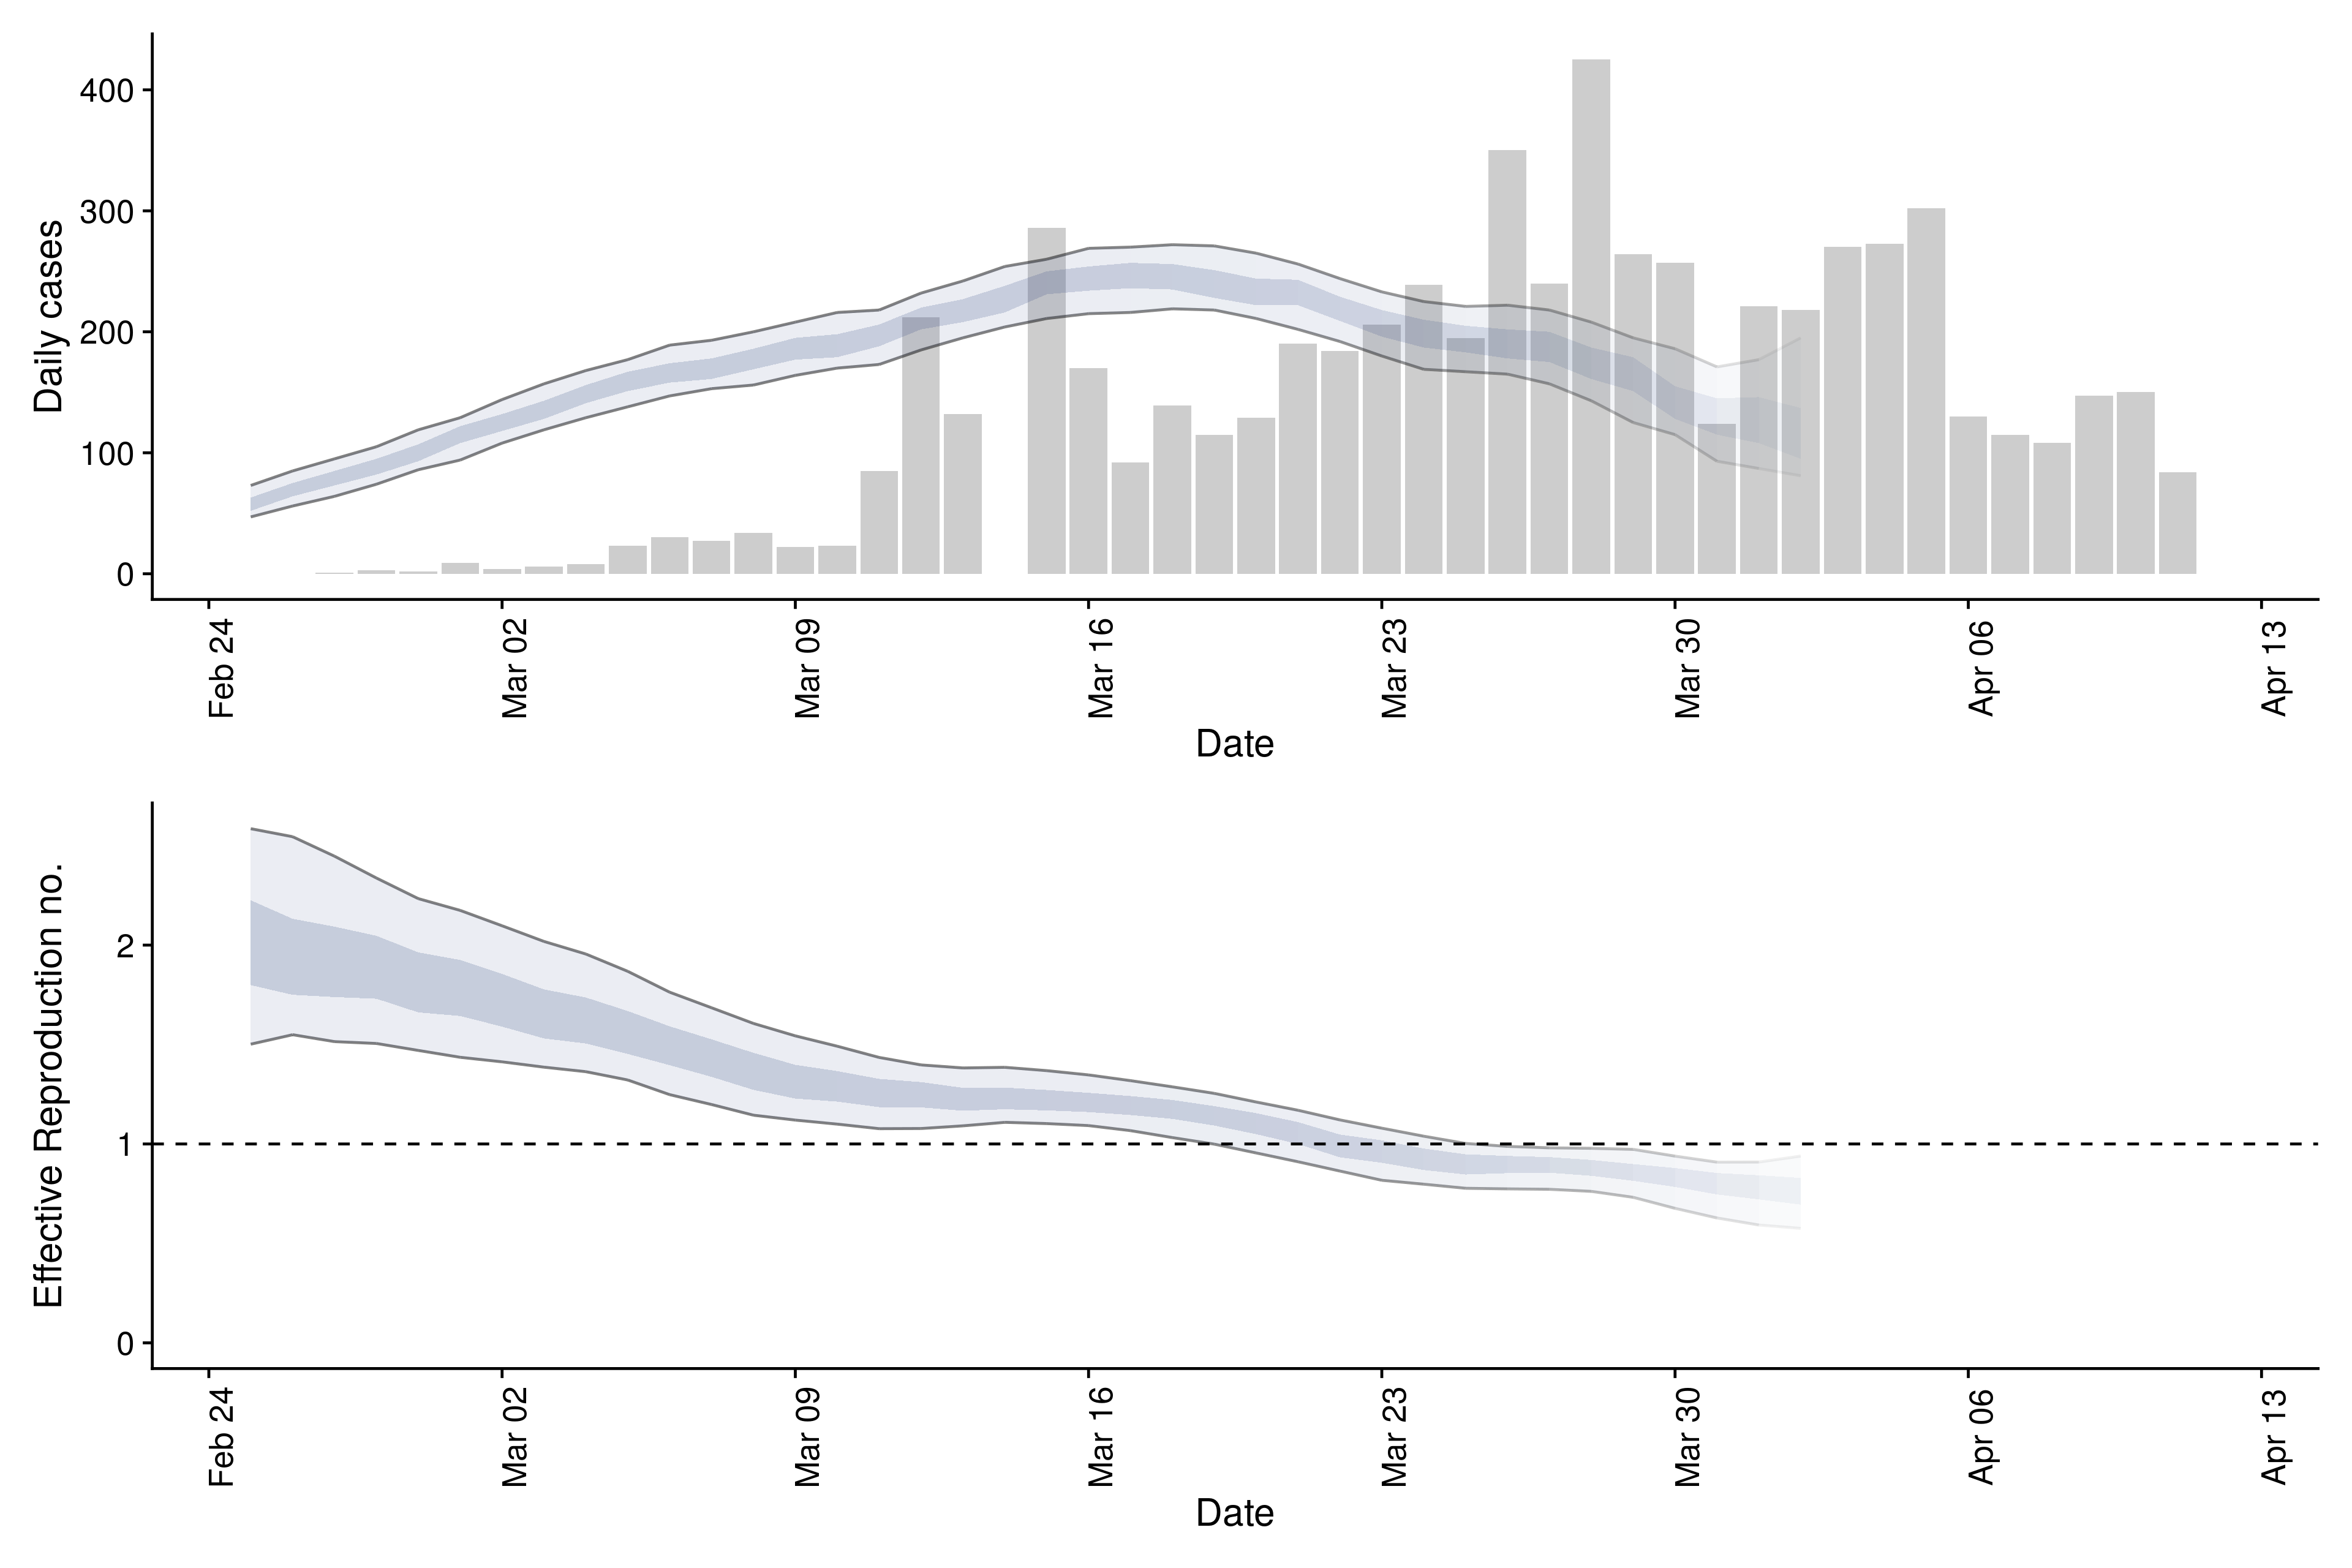 Daily cases
400
300
200
100
0
Feb 24
Mar 02
Mar 09
Mar 16
Mar 23
Mar 30
Apr 06
Apr 13
Date
Effective Reproduction no.
2
1
0
Feb 24
Mar 02
Mar 09
Mar 16
Mar 23
Mar 30
Apr 06
Apr 13
Date